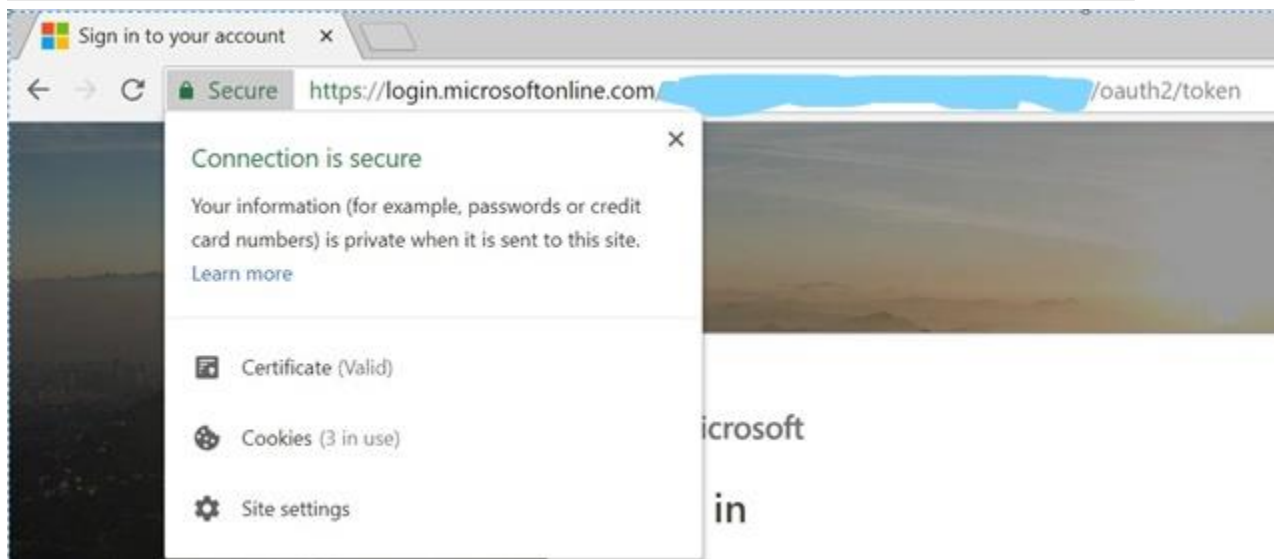 Sign in to your account
Secure https://login.microsoftonline.com/ /oauth2/token
Connection is secure
Your information (for example, passwords or credit
card numbers) is private when it is sent to this site.
Learn more
Certificate (Valid)
Cookies (3 in use)
icrosoft
Site settings
in